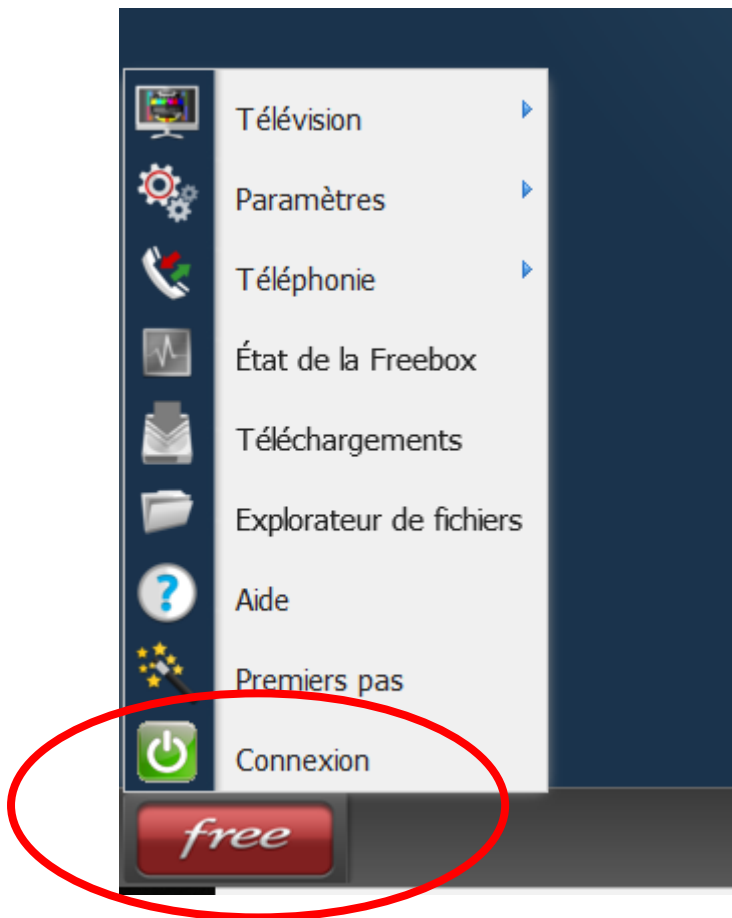 Télévision
Paramètres
Téléphonie
État de la Freebox
Téléchargements
Explorateur de fichiers
Aide
Premiers pas
Connexion
free